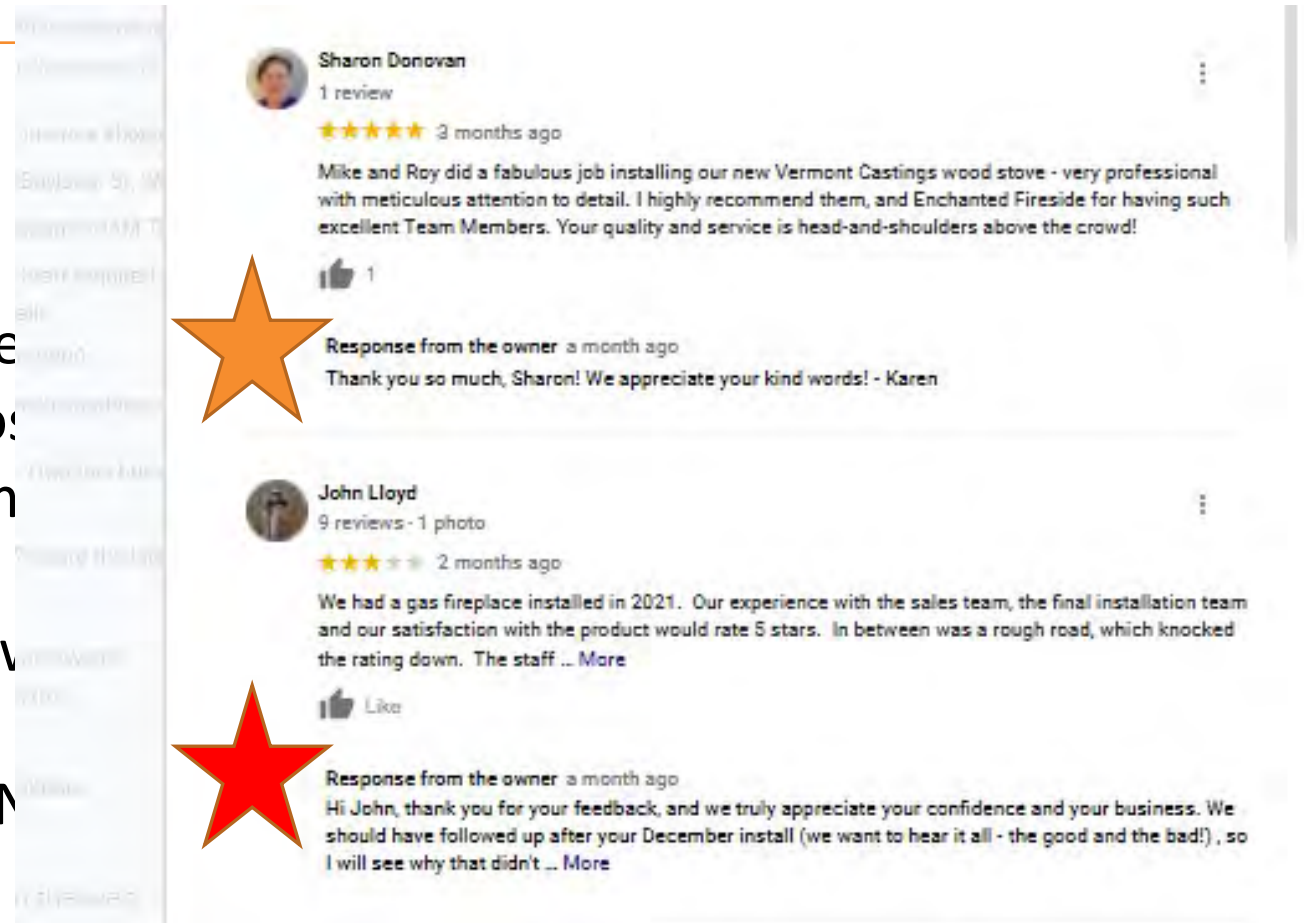 Sharon Donovan
1 review
3 months ago
Mike and Roy did a fabulous job installing our new Vermont Castings wood stove - very professional
with meticulous attention to detail. I highly recommend them, and Enchanted Fireside for having such
excellent Team Members. Your quality and service is head-and-shoulders above the crowd!
1
Response from the owner a month ago
Thank you so much, Sharon! We appreciate your kind words! - Karen
John Lloyd
9 reviews · 1 photo
2 months ago
We had a gas fireplace installed in 2021. Our experience with the sales team, the final installation team
and our satisfaction with the product would rate 5 stars. In between was a rough road, which knocked
the rating down. The staff ... More
Like
Response from the owner a month ago
Hi John, thank you for your feedback, and we truly appreciate your confidence and your business. We
should have followed up after your December install (we want to hear it all - the good and the bad!) , so
I will see why that didn't ... More